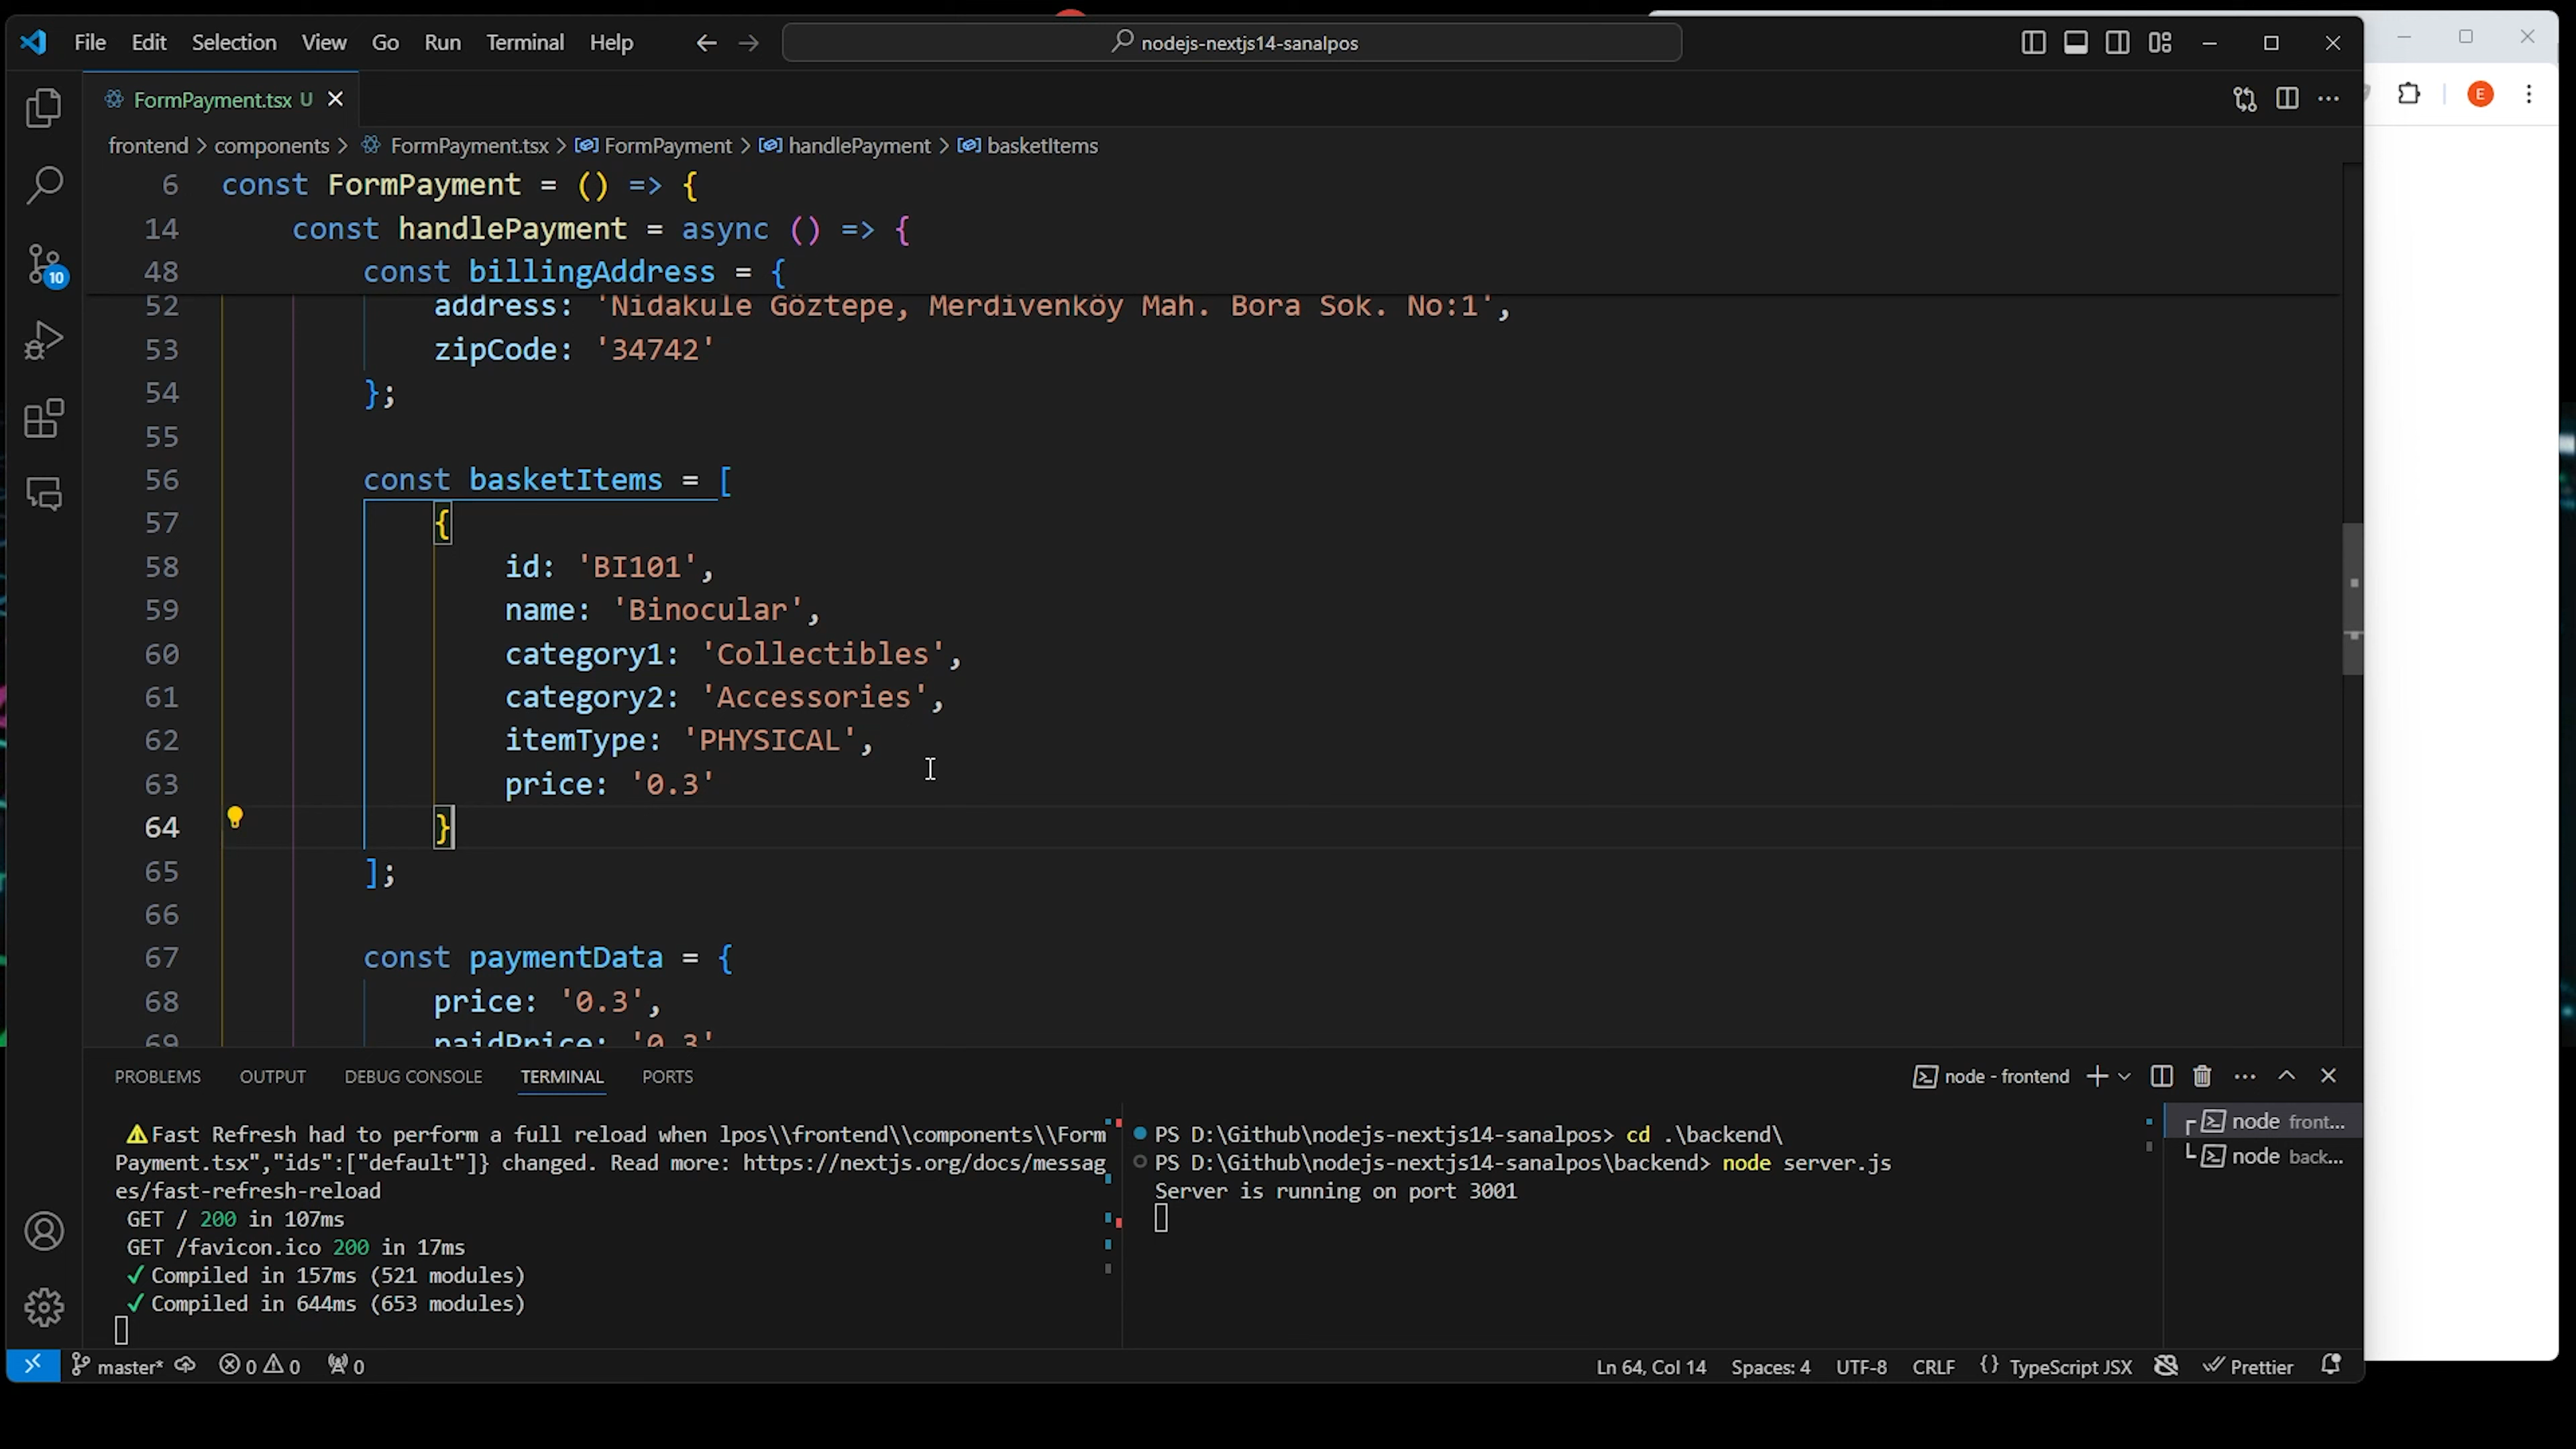 File Edit Selection View Go Run Terminal Help
nodejs-nextjs14-sanalpos
FormPayment.tsx U
E
frontend > components > FormPayment.tsx > FormPayment > handlePayment > basketItems
6 const FormPayment = () => {
14 const handlePayment = async () => {
48 const billingAddress = {
52 address: 'Nidakule Göztepe, Merdivenköy Mah. Bora Sok. No:1',
53 zipCode: '34742'
54 };
55
56 const basketItems = [
57 {
58 id: 'BI101',
59 name: 'Binocular',
60 category1: 'Collectibles',
61 category2: 'Accessories',
62 itemType: 'PHYSICAL',
63 price: '0.3'
64 }
65 ];
66
67 const paymentData = {
68 price: '0.3',
69 paidPrice: '0.3'
10
PROBLEMS OUTPUT DEBUG CONSOLE TERMINAL PORTS
node - frontend
⚠Fast Refresh had to perform a full reload when lpos\\frontend\\components\\Form
Payment.tsx","ids":["default"]} changed. Read more: https://nextjs.org/docs/messag
es/fast-refresh-reload
GET / 200 in 107ms
GET /favicon.ico 200 in 17ms
✓ Compiled in 157ms (521 modules)
✓ Compiled in 644ms (653 modules)
PS D:\Github\nodejs-nextjs14-sanalpos> cd .\backend\
PS D:\Github\nodejs-nextjs14-sanalpos\backend> node server.js
Server is running on port 3001
node front...
node back...
master* 0 0 0
Ln 64, Col 14 Spaces: 4 UTF-8 CRLF {} TypeScript JSX Prettier